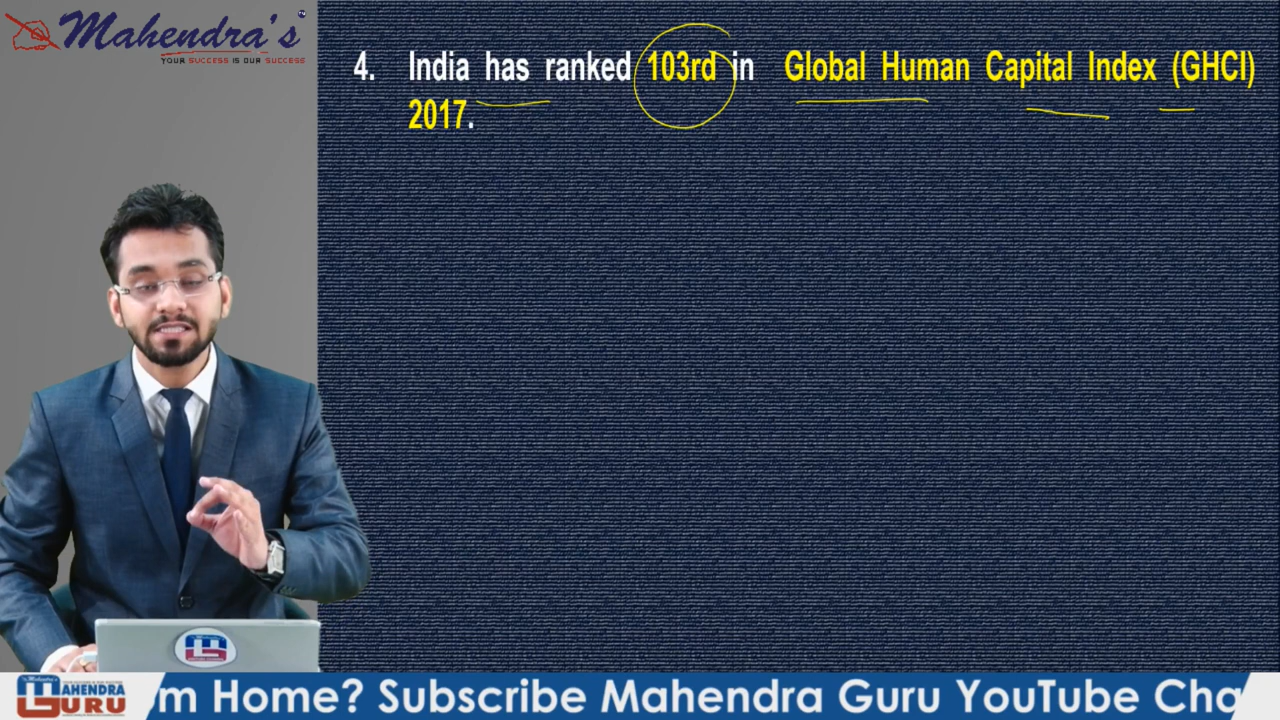 Mahendra's
YOUR SUCCESS IS OUR SUCCESS
4. India has ranked 103rd in Global Human Capital Index (GHCI)
2017.
MAHENDRA
GURU
m Home? Subscribe Mahendra Guru YouTube Cha